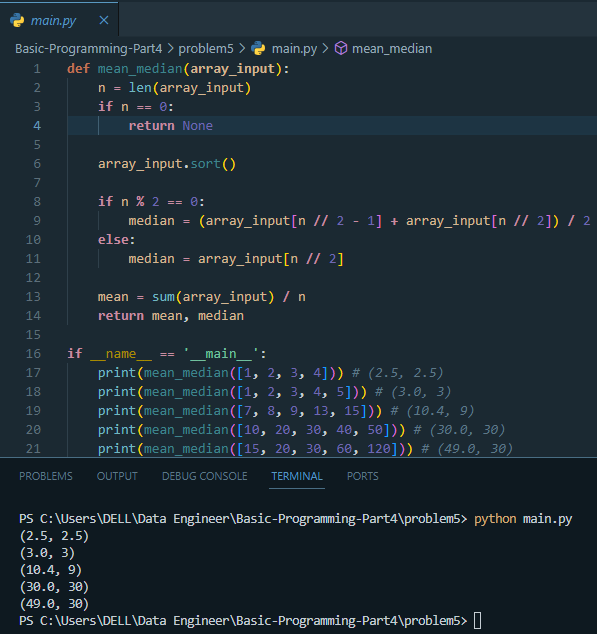 main.py ×
Basic-Programming-Part4 > problem5 > main.py > mean_median
1 def mean_median(array_input):
2 n = len(array_input)
3 if n == 0:
4 return None
5
6 array_input.sort()
7
8 if n % 2 == 0:
9 median = (array_input[n // 2 - 1] + array_input[n // 2]) / 2
10 else:
11 median = array_input[n // 2]
12
13 mean = sum(array_input) / n
14 return mean, median
15
16 if __name__ == '__main__':
17 print(mean_median([1, 2, 3, 4])) # (2.5, 2.5)
18 print(mean_median([1, 2, 3, 4, 5])) # (3.0, 3)
19 print(mean_median([7, 8, 9, 13, 15])) # (10.4, 9)
20 print(mean_median([10, 20, 30, 40, 50])) # (30.0, 30)
21 print(mean_median([15, 20, 30, 60, 120])) # (49.0, 30)
PROBLEMS OUTPUT DEBUG CONSOLE TERMINAL PORTS
PS C:\Users\DELL\Data Engineer\Basic-Programming-Part4\problem5> python main.py
(2.5, 2.5)
(3.0, 3)
(10.4, 9)
(30.0, 30)
(49.0, 30)
PS C:\Users\DELL\Data Engineer\Basic-Programming-Part4\problem5>